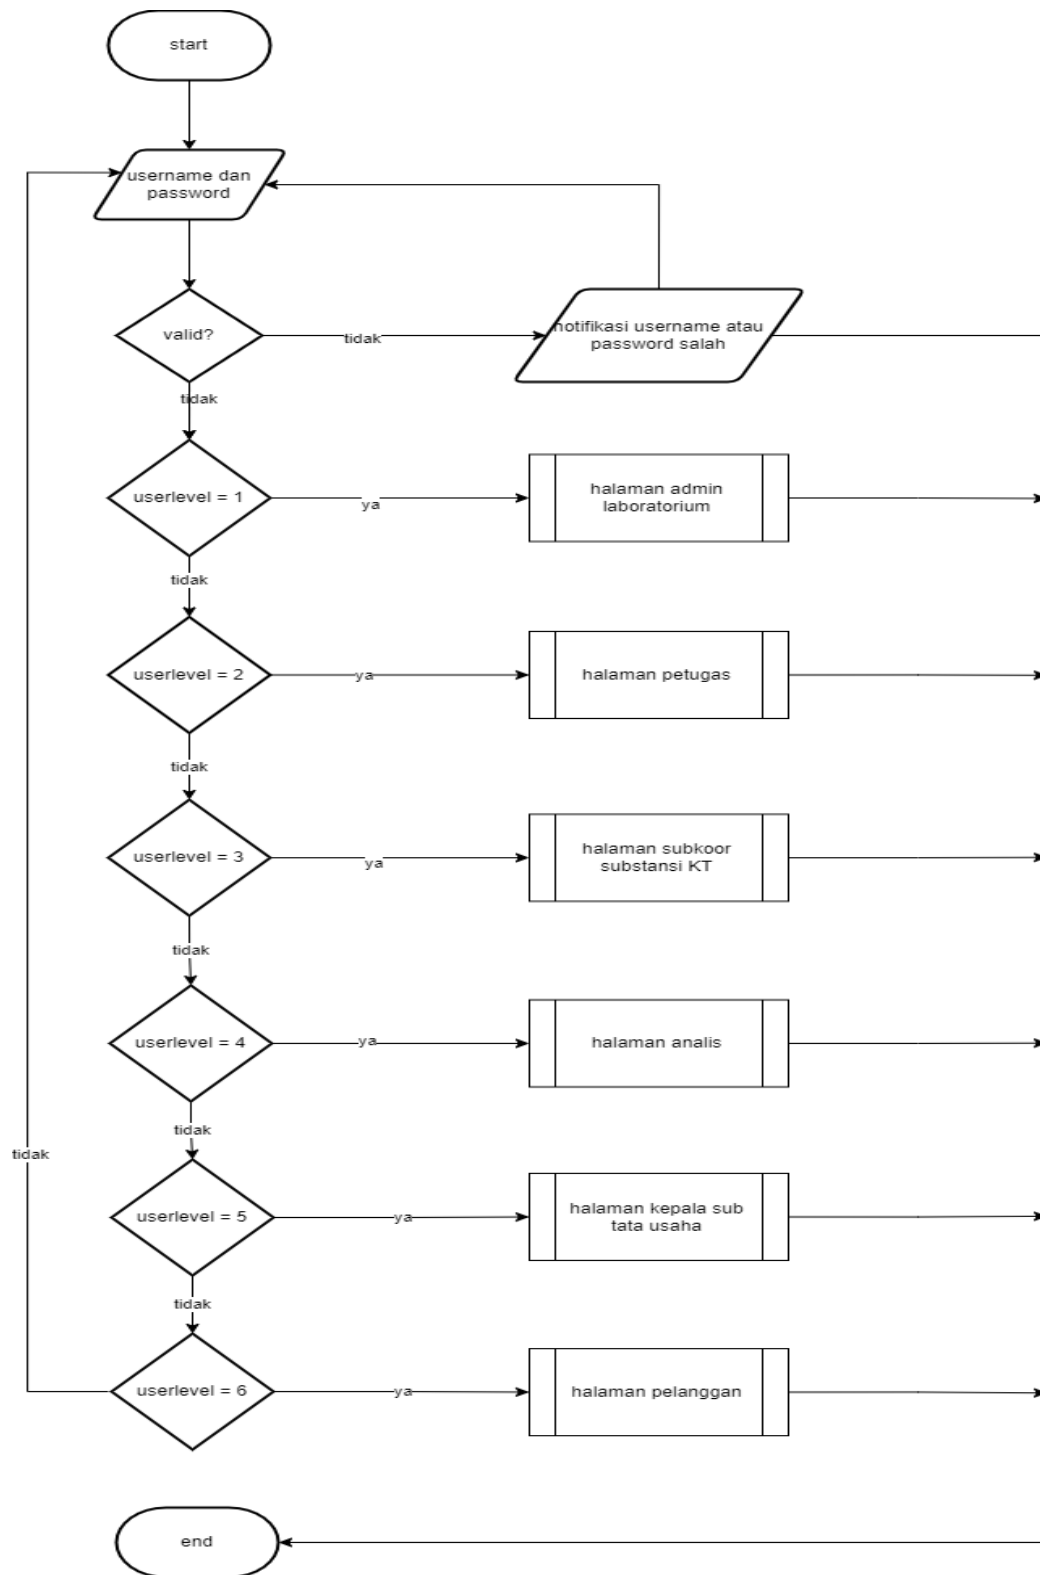 start
username dan
password
valid?
tidak
notifikasi username atau
password salah
tidak
userlevel = 1
ya
halaman admin
laboratorium
tidak
userlevel = 2
ya
halaman petugas
tidak
userlevel = 3
ya
halaman subkoor
substansi KT
tidak
userlevel = 4
ya
halaman analis
tidak
tidak
userlevel = 5
ya
halaman kepala sub
tata usaha
tidak
userlevel = 6
ya
halaman pelanggan
end